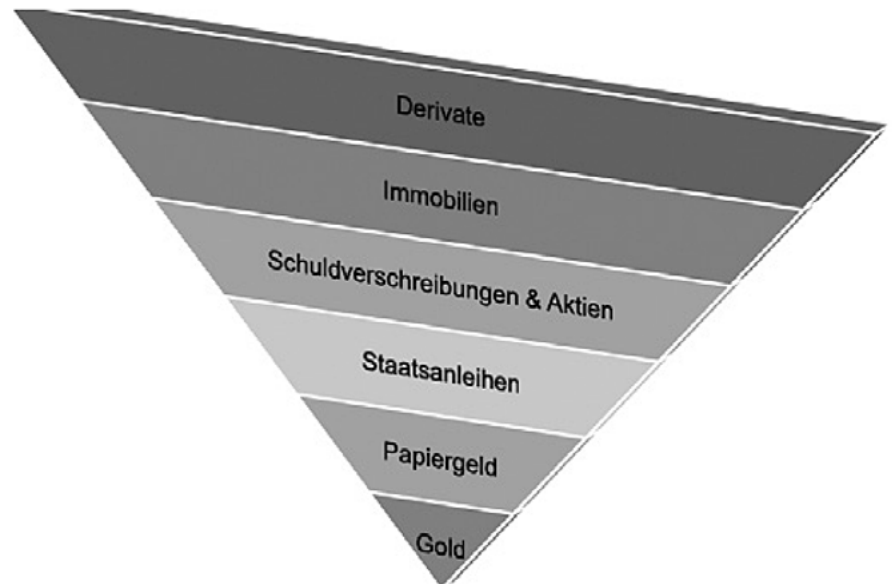 Derivate
Immobilien
Schuldverschreibungen & Aktien
Staatsanleihen
Papiergeld
Gold